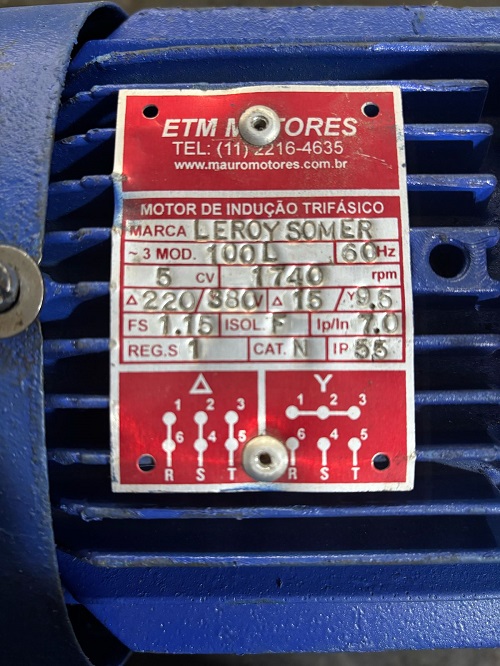 ETM MOTORES
TEL: (11) 2216-4635
www.mauromotores.com.br
MOTOR DE INDUÇÃO TRIFÁSICO
MARCA LEROY SOMER
~ 3 MOD. 100 L 60 Hz
5 CV 1740 rpm
Δ 220/380 V Δ 15 / Y 9.5
FS 1.15 ISOL. F Ip/In 7.0
REG.S 1 CAT. N IP 55
Δ Y
1 2 3 1 2 3
6 4 5 6 4 5
R S T R S T